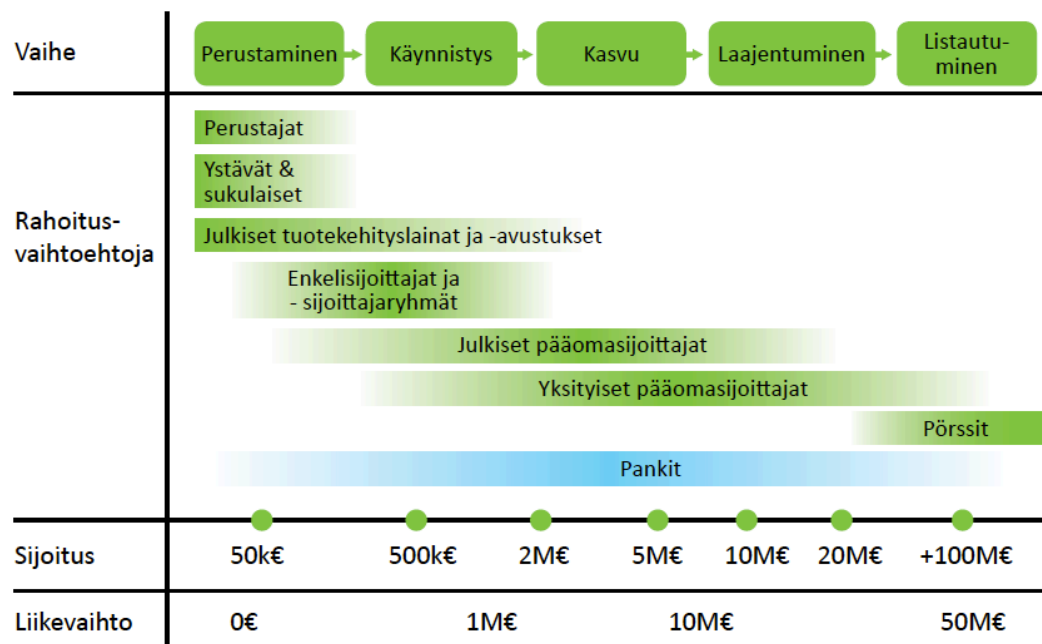 Vaihe
Perustaminen
Käynnistys
Kasvu
Laajentuminen
Listautu-
minen
Rahoitus-
vaihtoehtoja
Perustajat
Ystävät &
sukulaiset
Julkiset tuotekehityslainat ja -avustukset
Enkelisijoittajat ja
- sijoittajaryhmät
Julkiset pääomasijoittajat
Yksityiset pääomasijoittajat
Pörssit
Pankit
Sijoitus 50k€ 500k€ 2M€ 5M€ 10M€ 20M€ +100M€
Liikevaihto 0€ 1M€ 10M€ 50M€